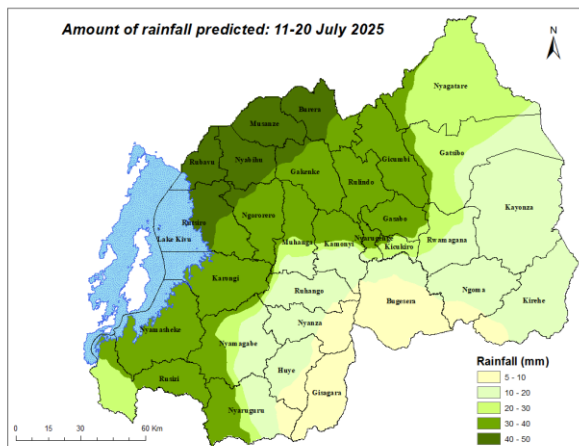 Amount of rainfall predicted: 11-20 July 2025
N
Nyagatare
Burera
Musanze
Rubavu
Nyabihu
Gakenke
Gicumbi
Gatsibo
Rulindo
Kayonza
Rutsiro
Ngororero
Gasabo
Lake Kivu
Muhanga
Kamonyi
Nyarugenge
Kicukiro
Rwamagana
Karongi
Ruhango
Bugesera
Ngoma
Kirehe
Nyamatheke
Nyanza
Nyamagabe
Huye
Rusizi
Gisagara
Nyaruguru
Rainfall (mm)
5 - 10
10 - 20
20 - 30
30 - 40
40 - 50
0 15 30 60 Km